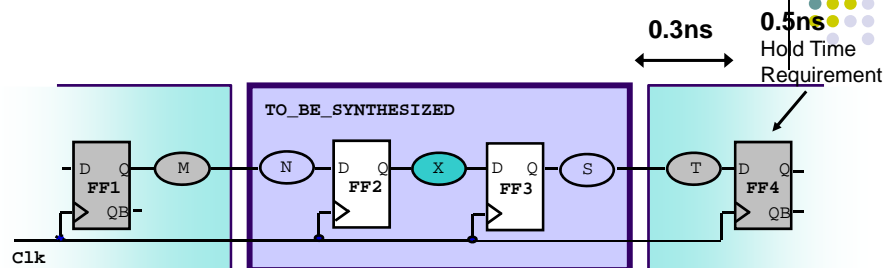 0.3ns
0.5ns
Hold Time
Requirement
TO_BE_SYNTHESIZED
D Q
FF1
QB
M
N
D Q
FF2
X
D Q
FF3
S
T
D Q
FF4
QB
Clk